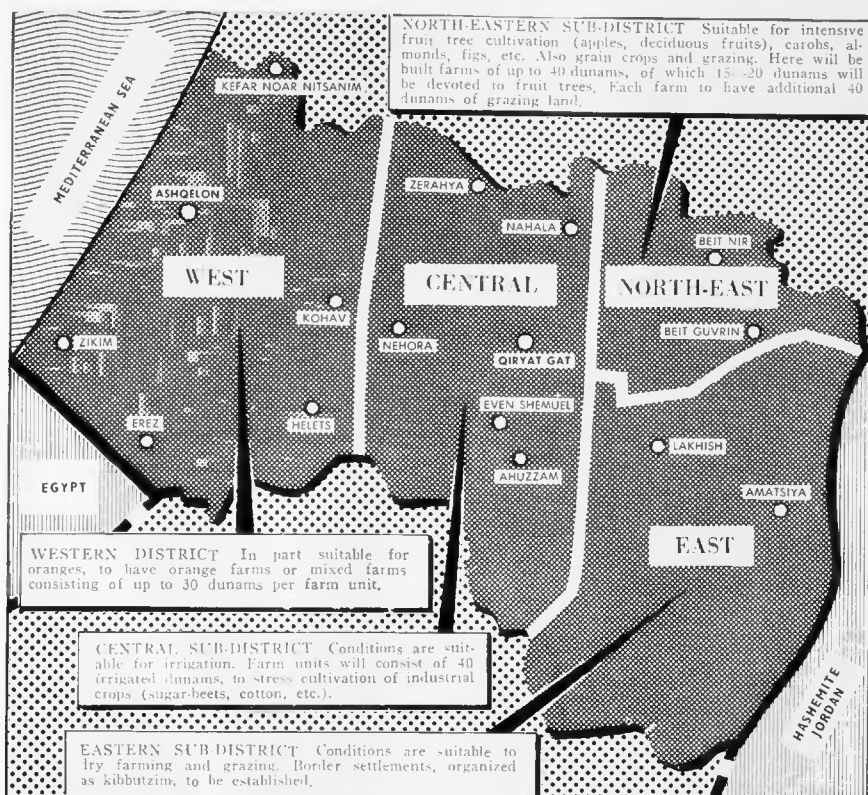 NORTH-EASTERN SUB-DISTRICT Suitable for intensive
fruit tree cultivation (apples, deciduous fruits), carobs, al-
monds, figs, etc. Also grain crops and grazing. Here will be
built farms of up to 40 dunams, of which 15--20 dunams will
be devoted to fruit trees. Each farm to have additional 40
dunams of grazing land.
MEDITERRANEAN SEA
KEFAR NOAR NITSANIM
ZERAHYA
ASHQELON
NAHALA
BEIT NIR
WEST
CENTRAL
NORTH-EAST
KOHAV
ZIKIM
NEHORA
QIRYAT GAT
BEIT GUVRIN
EREZ
HELETS
EVEN SHEMUEL
LAKHISH
AHUZZAM
EGYPT
AMATSIYA
EAST
WESTERN DISTRICT In part suitable for
oranges, to have orange farms or mixed farms
consisting of up to 30 dunams per farm unit.
CENTRAL SUB-DISTRICT Conditions are suit-
able for irrigation. Farm units will consist of 40
irrigated dunams, to stress cultivation of industrial
crops (sugar-beets, cotton, etc.).
HASHEMITE
JORDAN
EASTERN SUB-DISTRICT Conditions are suitable to
dry farming and grazing. Border settlements, organized
as kibbutzim, to be established.